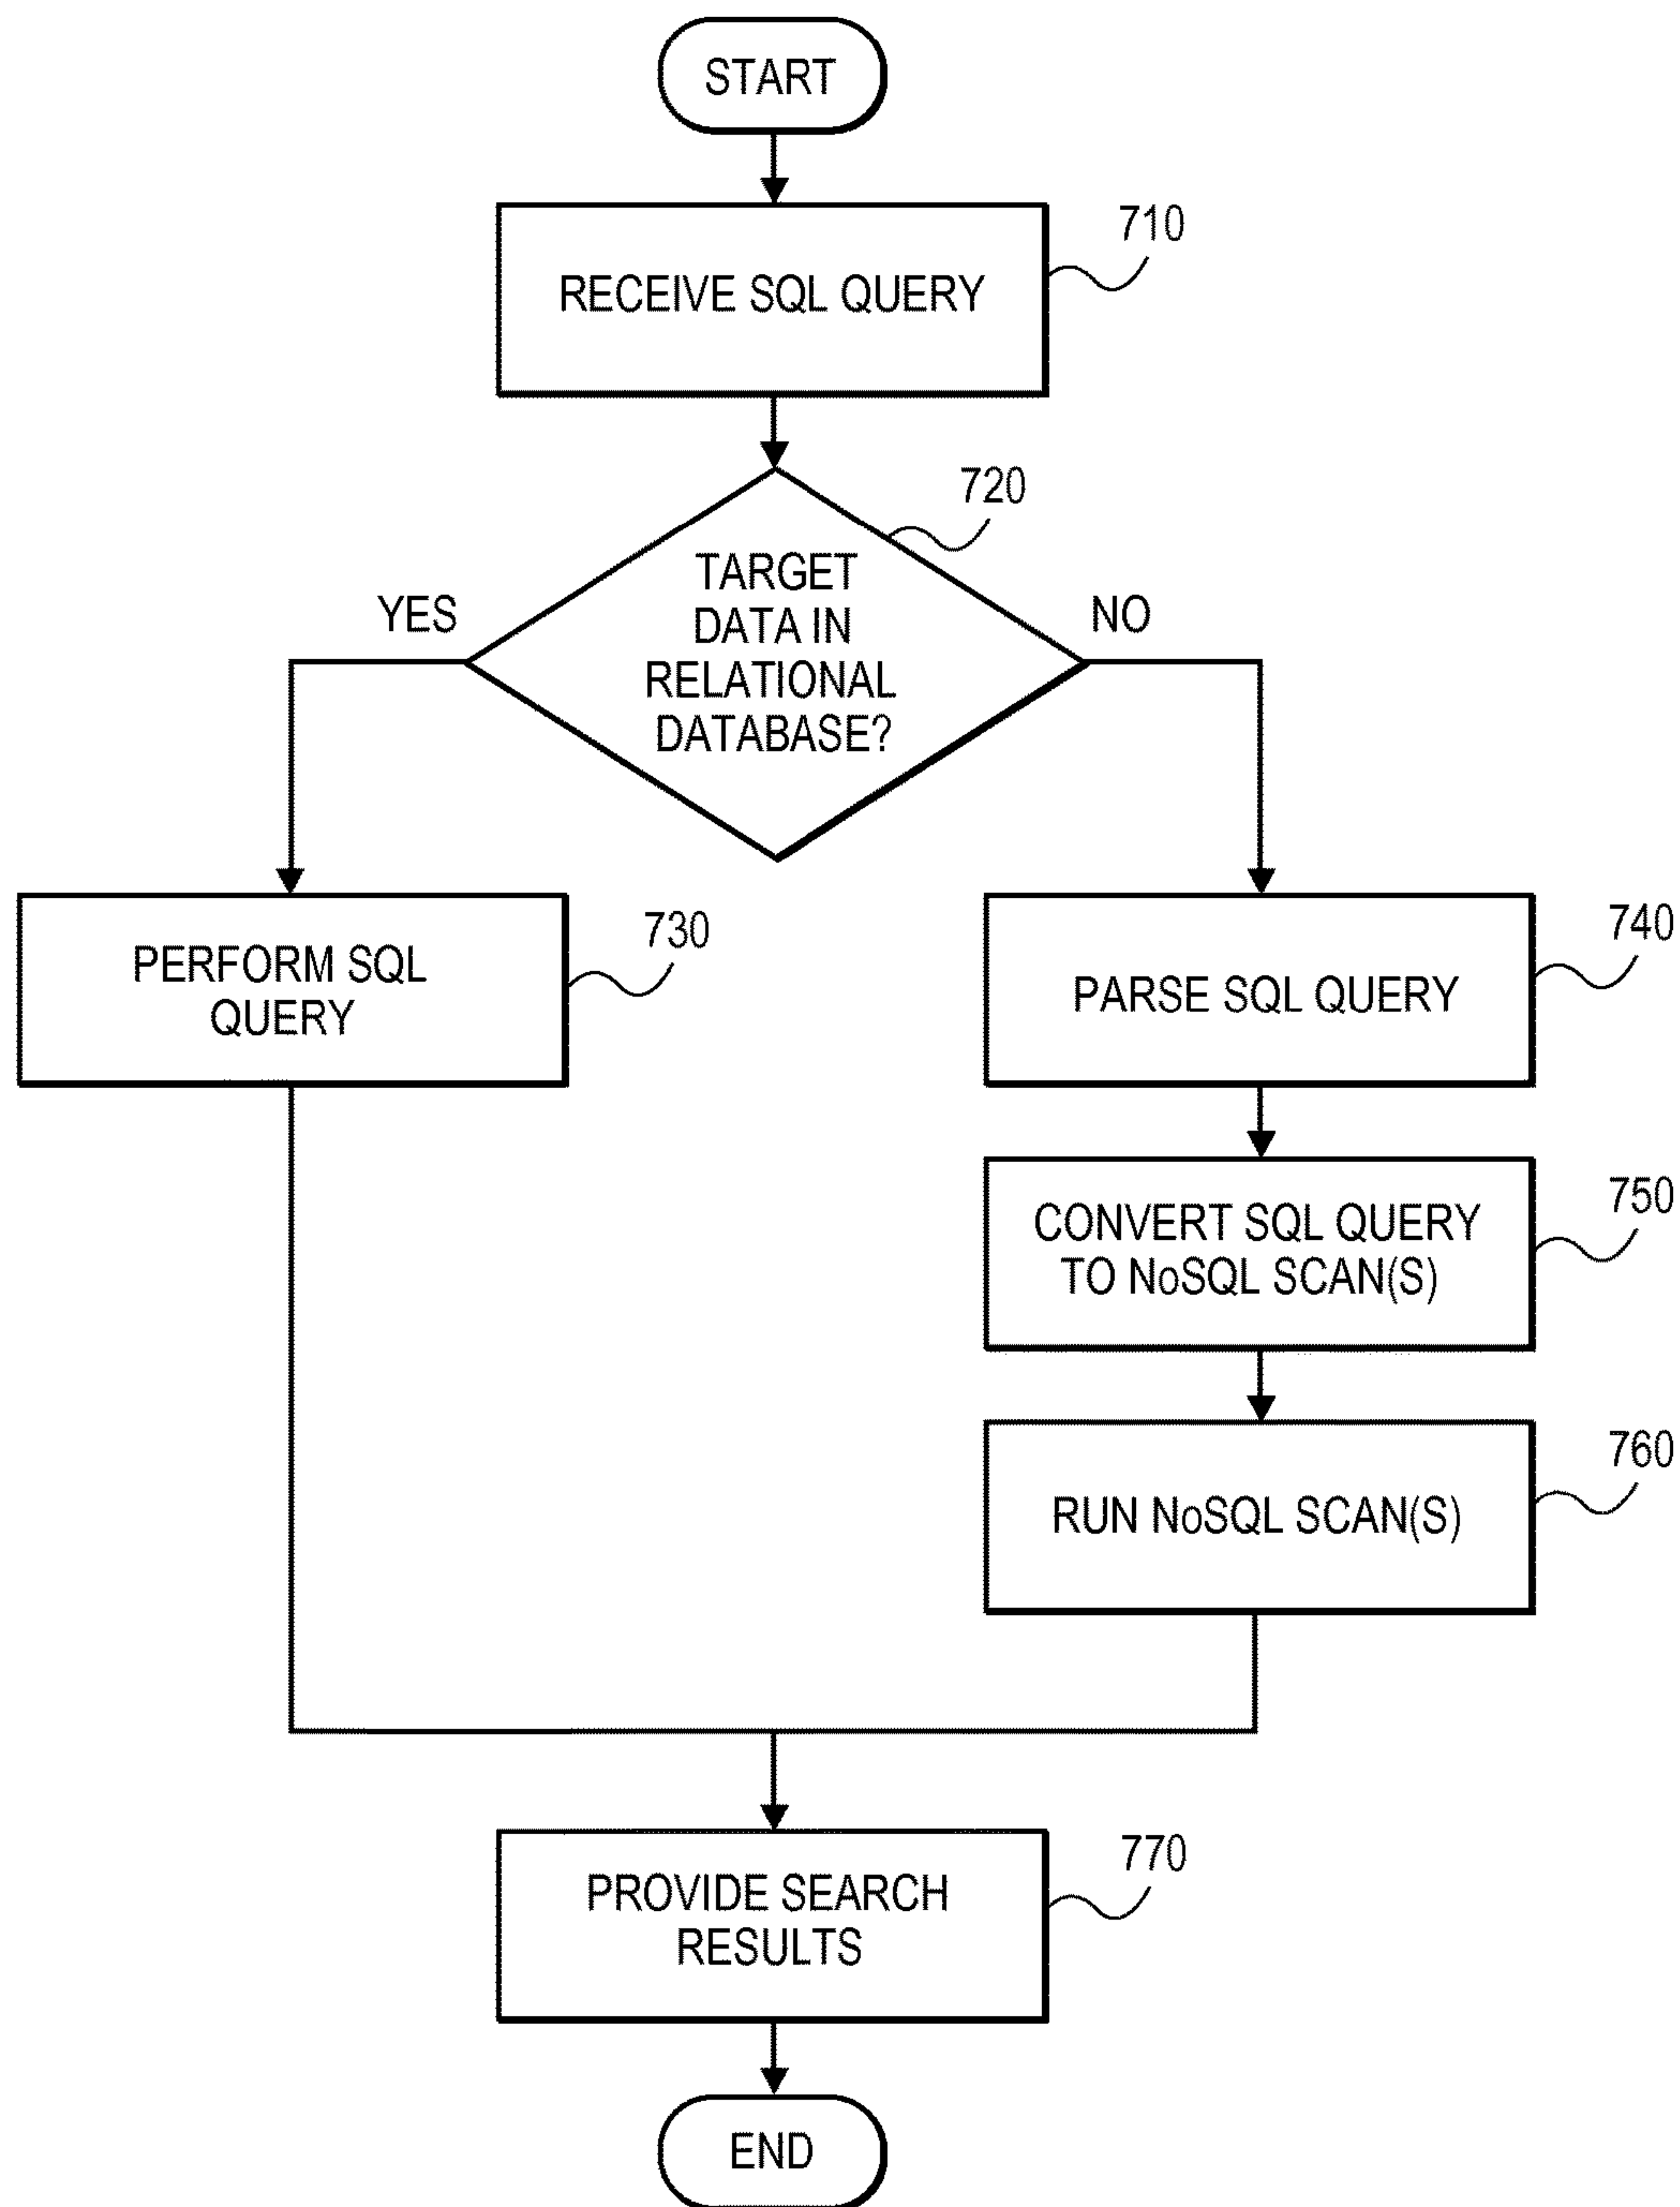 START
710
RECEIVE SQL QUERY
720
TARGET
DATA IN
RELATIONAL
DATABASE?
YES
NO
730
PERFORM SQL
QUERY
740
PARSE SQL QUERY
750
CONVERT SQL QUERY
TO NoSQL SCAN(S)
760
RUN NoSQL SCAN(S)
770
PROVIDE SEARCH
RESULTS
END